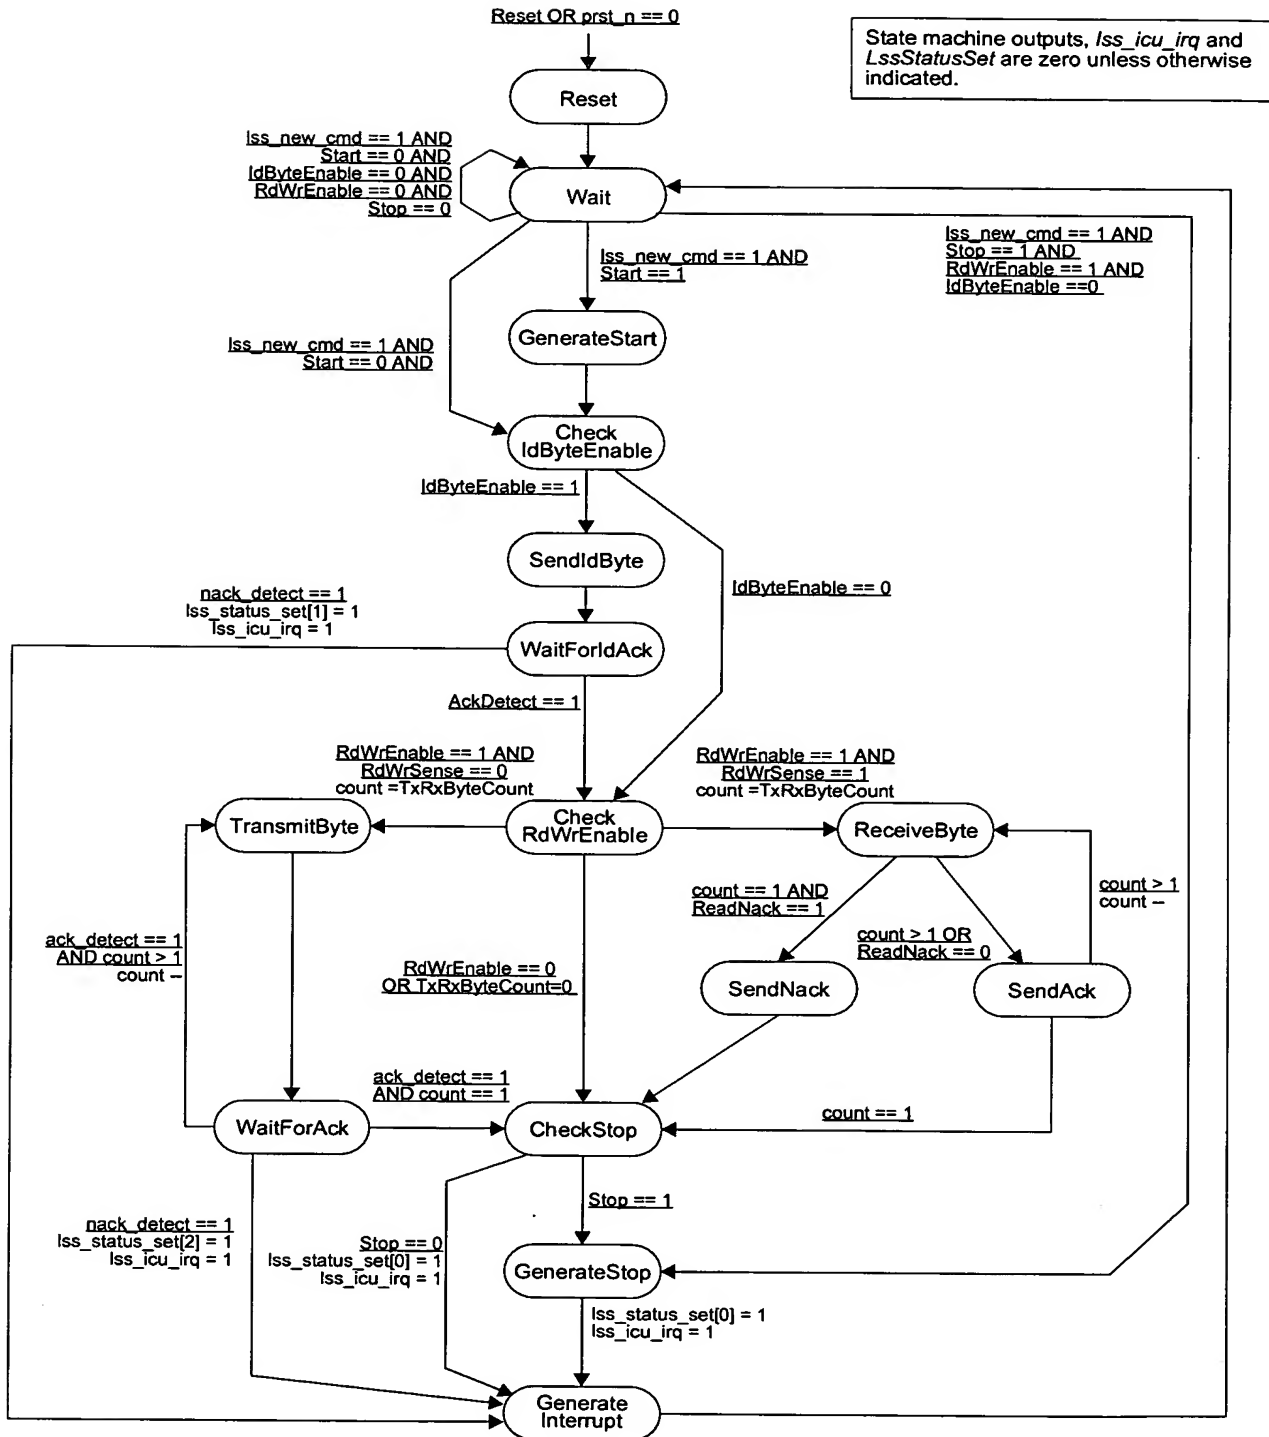 Reset OR prst_n == 0
State machine outputs, lss_icu_irq and
LssStatusSet are zero unless otherwise
indicated.
Reset
lss_new_cmd == 1 AND
Start == 0 AND
IdByteEnable == 0 AND
RdWrEnable == 0 AND
Stop == 0
Wait
lss_new_cmd == 1 AND
Start == 1
lss_new_cmd == 1 AND
Stop == 1 AND
RdWrEnable == 1 AND
IdByteEnable ==0
GenerateStart
lss_new_cmd == 1 AND
Start == 0 AND
Check
IdByteEnable
IdByteEnable == 1
SendIdByte
IdByteEnable == 0
nack_detect == 1
lss_status_set[1] = 1
lss_icu_irq = 1
WaitForIdAck
AckDetect == 1
RdWrEnable == 1 AND
RdWrSense == 0
count =TxRxByteCount
RdWrEnable == 1 AND
RdWrSense == 1
count =TxRxByteCount
TransmitByte
Check
RdWrEnable
ReceiveByte
count == 1 AND
ReadNack == 1
count > 1
count --
ack_detect == 1
AND count > 1
count --
count > 1 OR
ReadNack == 0
RdWrEnable == 0
OR TxRxByteCount=0
SendNack
SendAck
ack_detect == 1
AND count == 1
WaitForAck
CheckStop
count == 1
Stop == 1
nack_detect == 1
lss_status_set[2] = 1
lss_icu_irq = 1
Stop == 0
lss_status_set[0] = 1
lss_icu_irq = 1
GenerateStop
lss_status_set[0] = 1
lss_icu_irq = 1
Generate
Interrupt